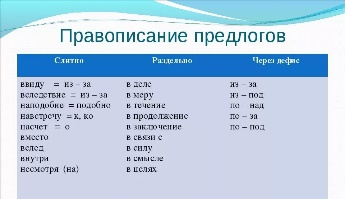 Правописание предлогов
Слитно Раздельно Через дефис
ввиду = из – за в деле из – за
вследствие = из – за в меру из – под
наподобие = подобно в течение по – над
навстречу = к, ко в продолжение по – за
насчет = о в заключение по – под
вместо в связи с
вслед в силу
внутри в смысле
несмотря (на) в целях